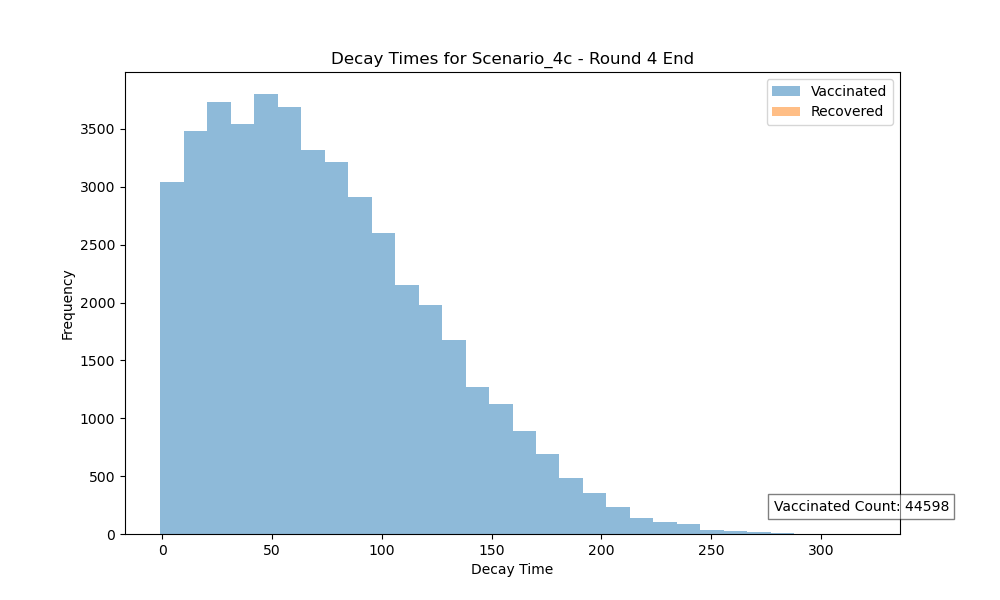 Decay Times for Scenario_4c - Round 4 End
Vaccinated
Recovered
Frequency
3500
3000
2500
2000
1500
1000
500
0
Vaccinated Count: 44598
0 50 100 150 200 250 300
Decay Time